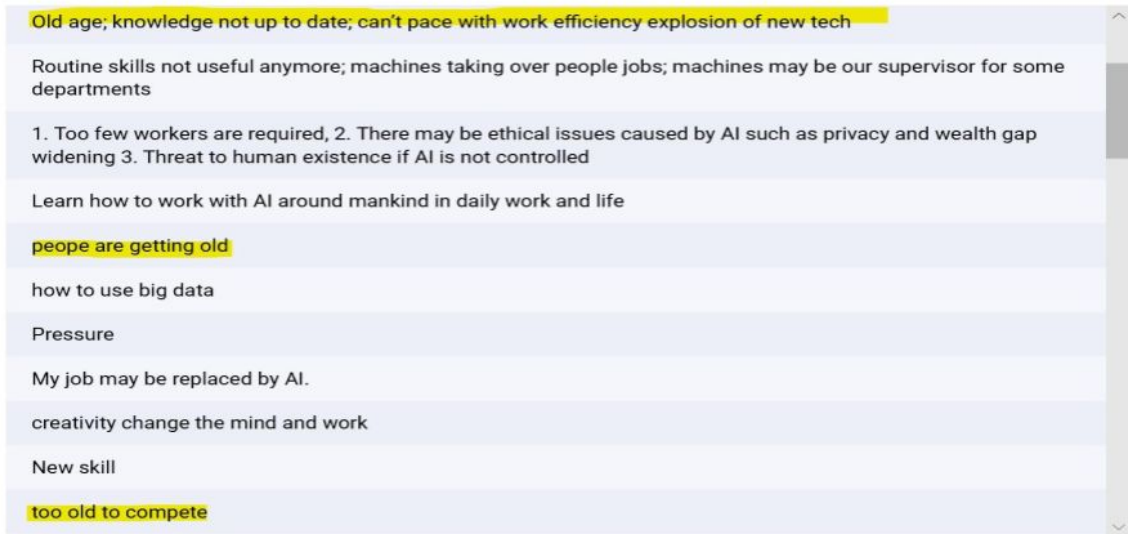 Old age; knowledge not up to date; can't pace with work efficiency explosion of new tech
Routine skills not useful anymore; machines taking over people jobs; machines may be our supervisor for some
departments
1. Too few workers are required, 2. There may be ethical issues caused by AI such as privacy and wealth gap
widening 3. Threat to human existence if AI is not controlled
Learn how to work with AI around mankind in daily work and life
peope are getting old
how to use big data
Pressure
My job may be replaced by AI.
creativity change the mind and work
New skill
too old to compete